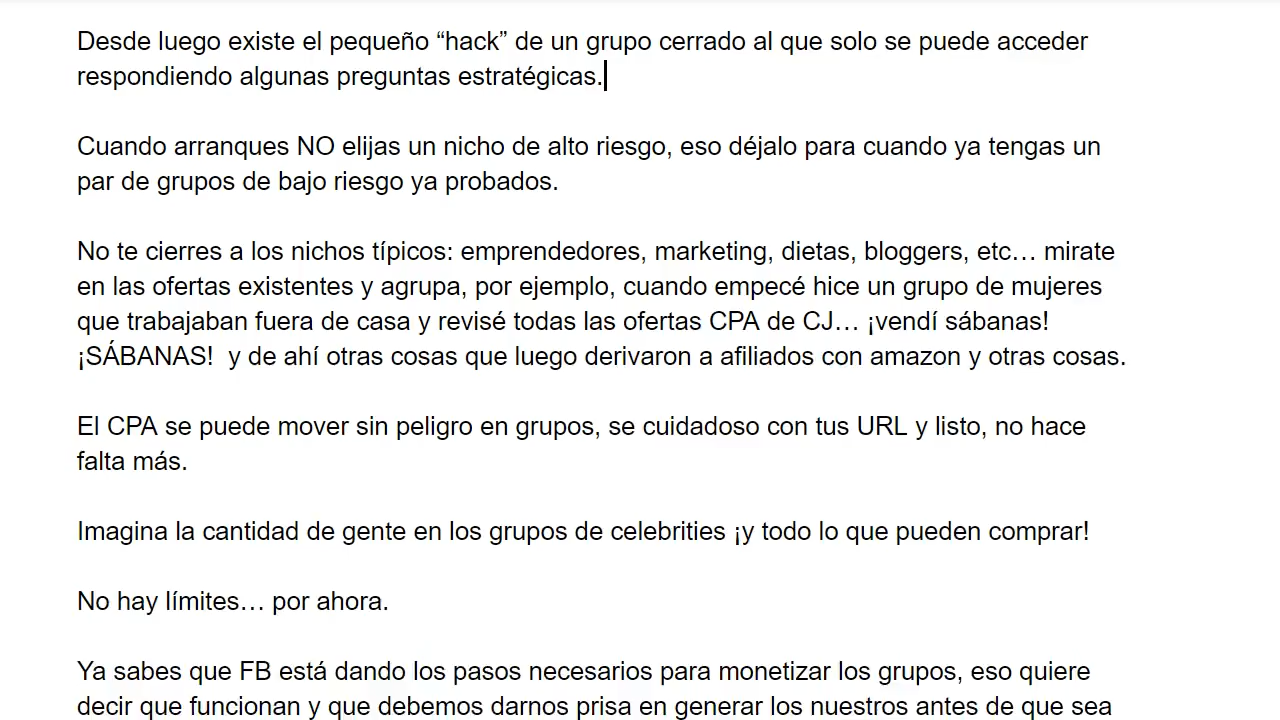 Desde luego existe el pequeño “hack” de un grupo cerrado al que solo se puede acceder
respondiendo algunas preguntas estratégicas.
Cuando arranques NO elijas un nicho de alto riesgo, eso déjalo para cuando ya tengas un
par de grupos de bajo riesgo ya probados.
No te cierres a los nichos típicos: emprendedores, marketing, dietas, bloggers, etc… mirate
en las ofertas existentes y agrupa, por ejemplo, cuando empecé hice un grupo de mujeres
que trabajaban fuera de casa y revisé todas las ofertas CPA de CJ… ¡vendí sábanas!
¡SÁBANAS!  y de ahí otras cosas que luego derivaron a afiliados con amazon y otras cosas.
El CPA se puede mover sin peligro en grupos, se cuidadoso con tus URL y listo, no hace
falta más.
Imagina la cantidad de gente en los grupos de celebrities ¡y todo lo que pueden comprar!
No hay límites… por ahora.
Ya sabes que FB está dando los pasos necesarios para monetizar los grupos, eso quiere
decir que funcionan y que debemos darnos prisa en generar los nuestros antes de que sea